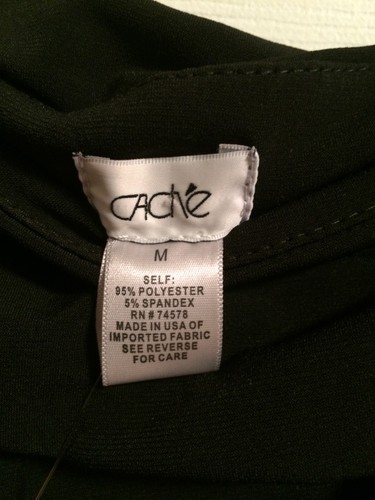 CACHÉ
M
SELF:
95% POLYESTER
5% SPANDEX
RN # 74578
MADE IN USA OF
IMPORTED FABRIC
SEE REVERSE
FOR CARE